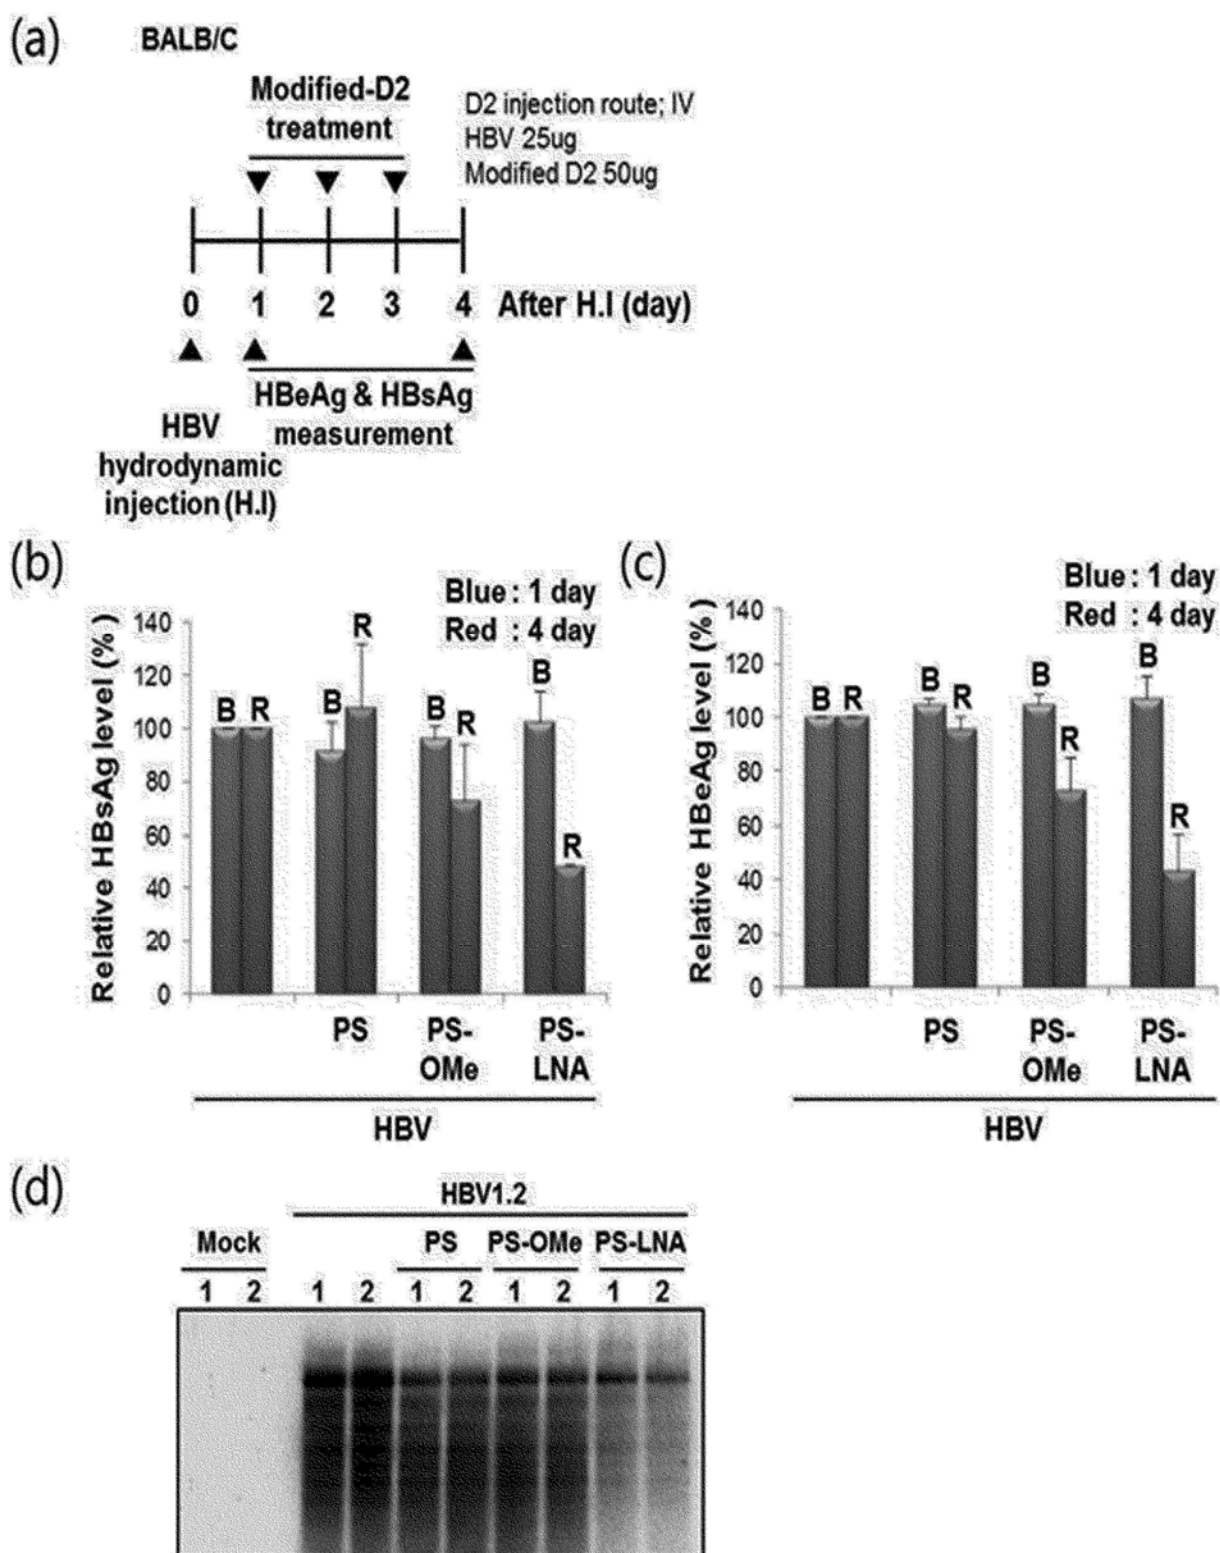 (a)
BALB/C
Modified-D2
treatment
D2 injection route; IV
HBV 25ug
Modified D2 50ug
0 1 2 3 4 After H.I (day)
HBeAg & HBsAg
measurement
HBV
hydrodynamic
injection (H.I)
(b)
Blue : 1 day
Red : 4 day
Relative HBsAg level (%)
140
120
100
80
60
40
20
0
B R B R B R B R
PS PS-OMe PS-LNA
HBV
(c)
Blue : 1 day
Red : 4 day
Relative HBeAg level (%)
140
120
100
80
60
40
20
0
B R B R B R B R
PS PS-OMe PS-LNA
HBV
(d)
HBV1.2
Mock PS PS-OMe PS-LNA
1 2 1 2 1 2 1 2 1 2